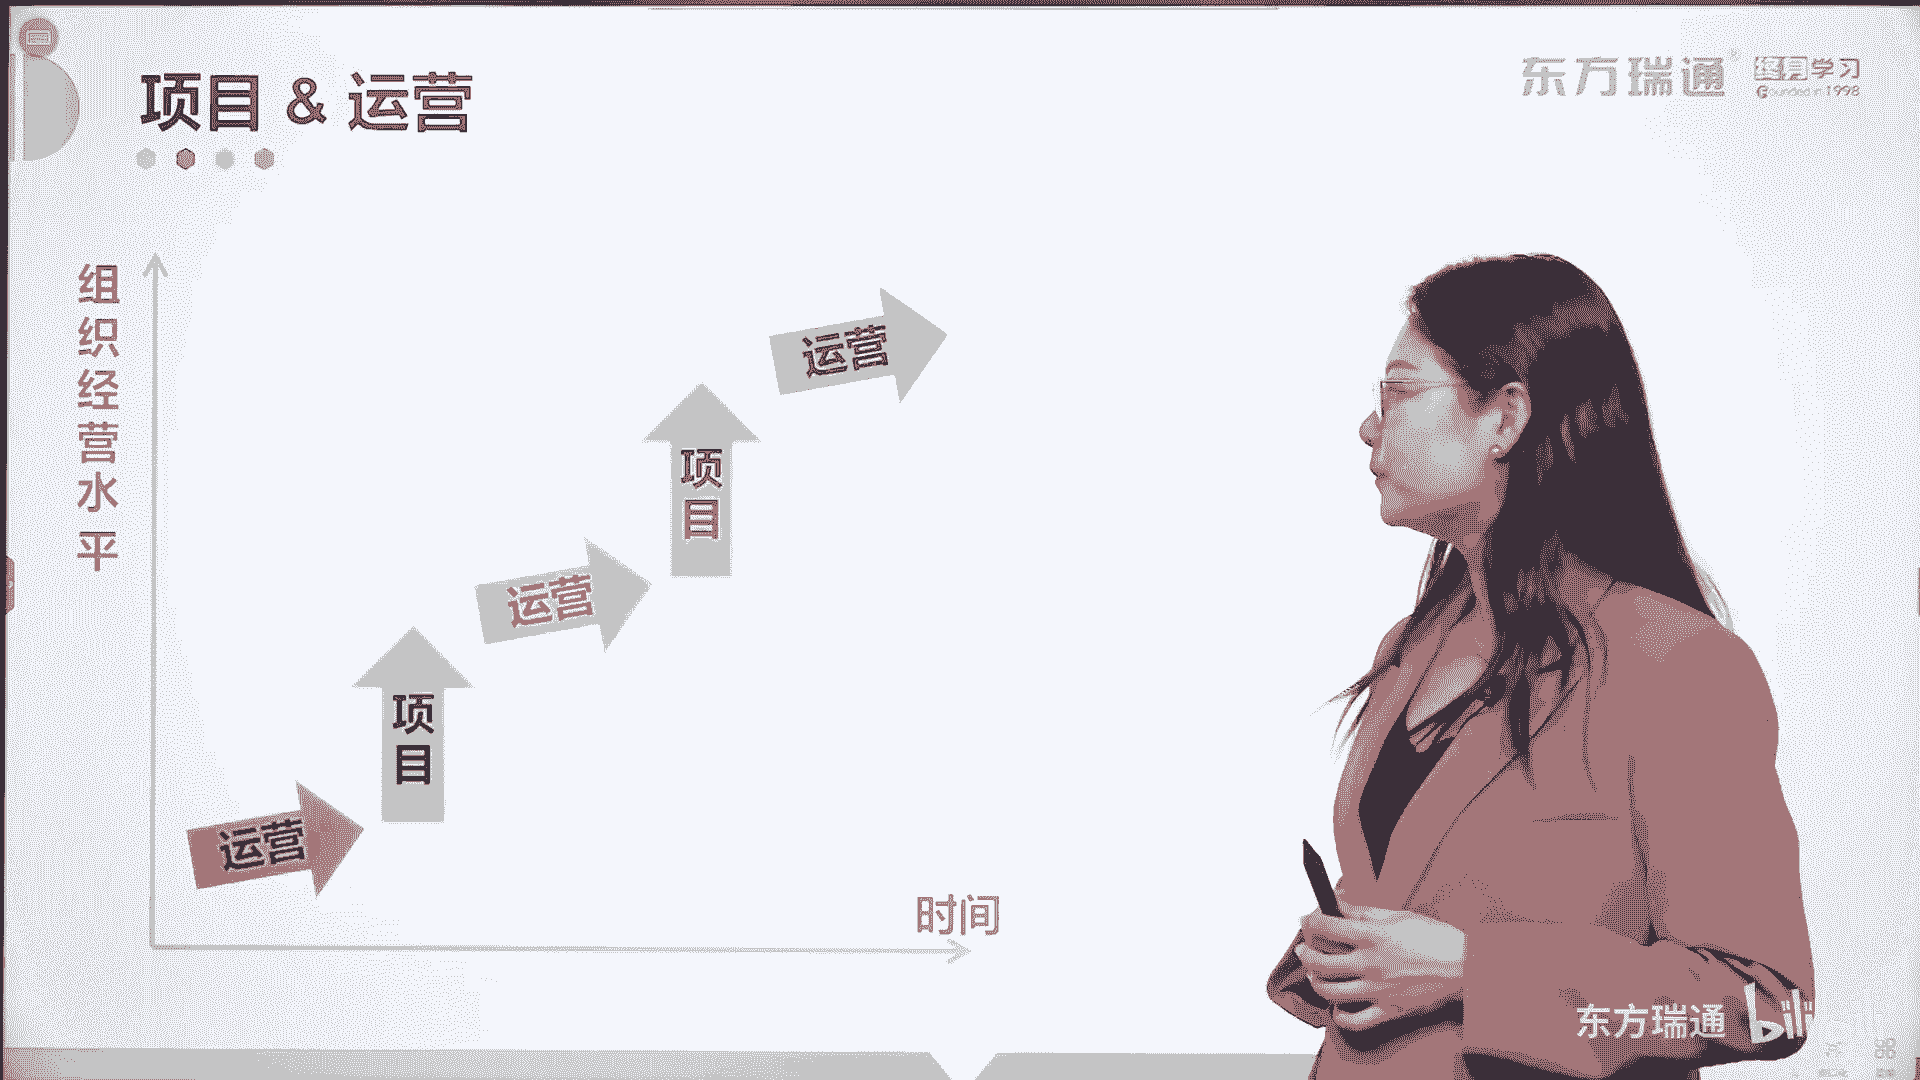 项目 & 运营
东方瑞通
终身学习
Founded in 1998
组织经营水平
运营
项目
运营
项目
运营
时间
东方瑞通
bili